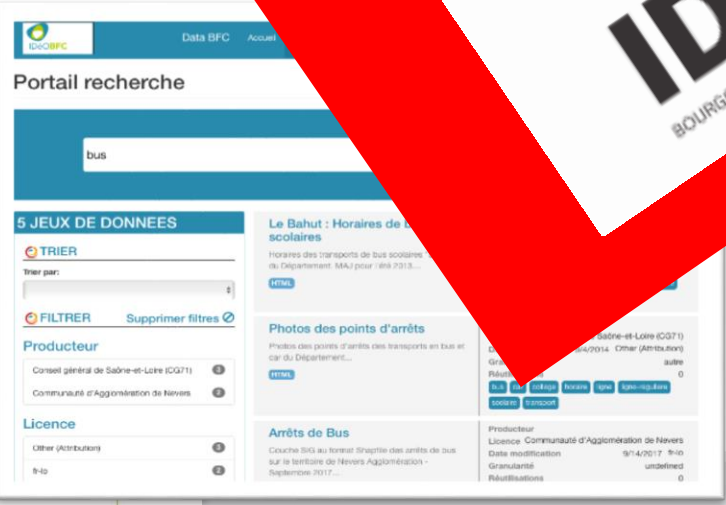 IDéOBFC
Data BFC Accueil
Portail recherche
bus
5 JEUX DE DONNEES
TRIER
Trier par:
FILTRER Supprimer filtres
Producteur
Conseil général de Saône-et-Loire (CG71) 3
Communauté d'Agglomération de Nevers 2
Licence
Other (Attribution) 3
fr-lo 2
Le Bahut : Horaires de
scolaires
Horaires des transports de bus scolaires
du Département. MAJ pour l'été 2013....
HTML
Photos des points d'arrêts
Photos des points d'arrêts des transports en bus et
car du Département....
HTML
Saône-et-Loire (CG71)
/4/2014 Other (Attribution)
autre
0
bus college horaire ligne ligne-reguliere
scolaire transport
Arrêts de Bus
Couche SIG au format Shapfile des arrêts de bus
sur le territoire de Nevers Agglomération -
Septembre 2017....
Producteur
Licence Communauté d'Agglomération de Nevers
Date modification 9/14/2017 fr-lo
Granularité undefined
Réutilisations 0
ID
BOURG